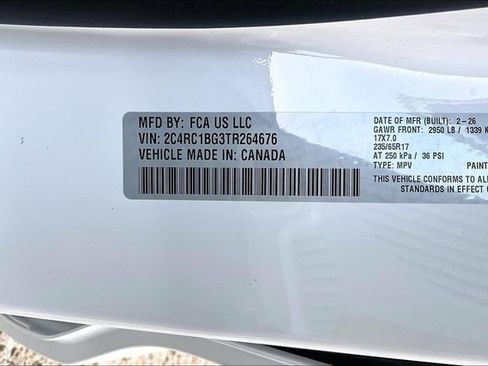 MFD BY: FCA US LLC
VIN: 2C4RC1BG3TR264676
VEHICLE MADE IN: CANADA
DATE OF MFR (BUILT): 2-26
GAWR FRONT: 2950 LB / 1339 K
17X7.0
235/65R17
AT 250 kPa / 36 PSI
TYPE: MPV PAINT
THIS VEHICLE CONFORMS TO AL
STANDARDS IN EFFECT